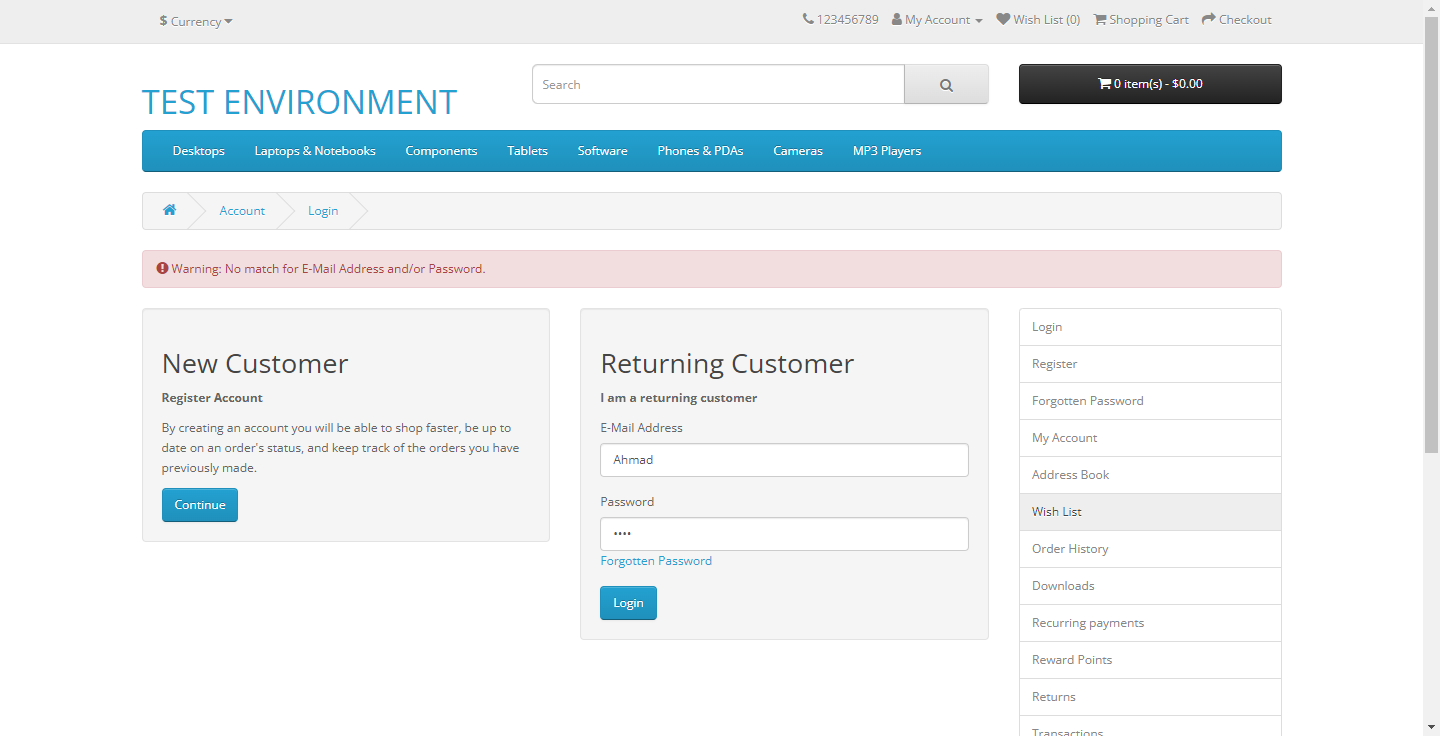 $ Currency
123456789 My Account Wish List (0) Shopping Cart Checkout
TEST ENVIRONMENT
Search
0 item(s) - $0.00
Desktops Laptops & Notebooks Components Tablets Software Phones & PDAs Cameras MP3 Players
Account Login
Warning: No match for E-Mail Address and/or Password.
New Customer
Register Account
By creating an account you will be able to shop faster, be up to
date on an order's status, and keep track of the orders you have
previously made.
Continue
Returning Customer
I am a returning customer
E-Mail Address
Ahmad
Password
••••
Forgotten Password
Login
Login
Register
Forgotten Password
My Account
Address Book
Wish List
Order History
Downloads
Recurring payments
Reward Points
Returns
Transactions